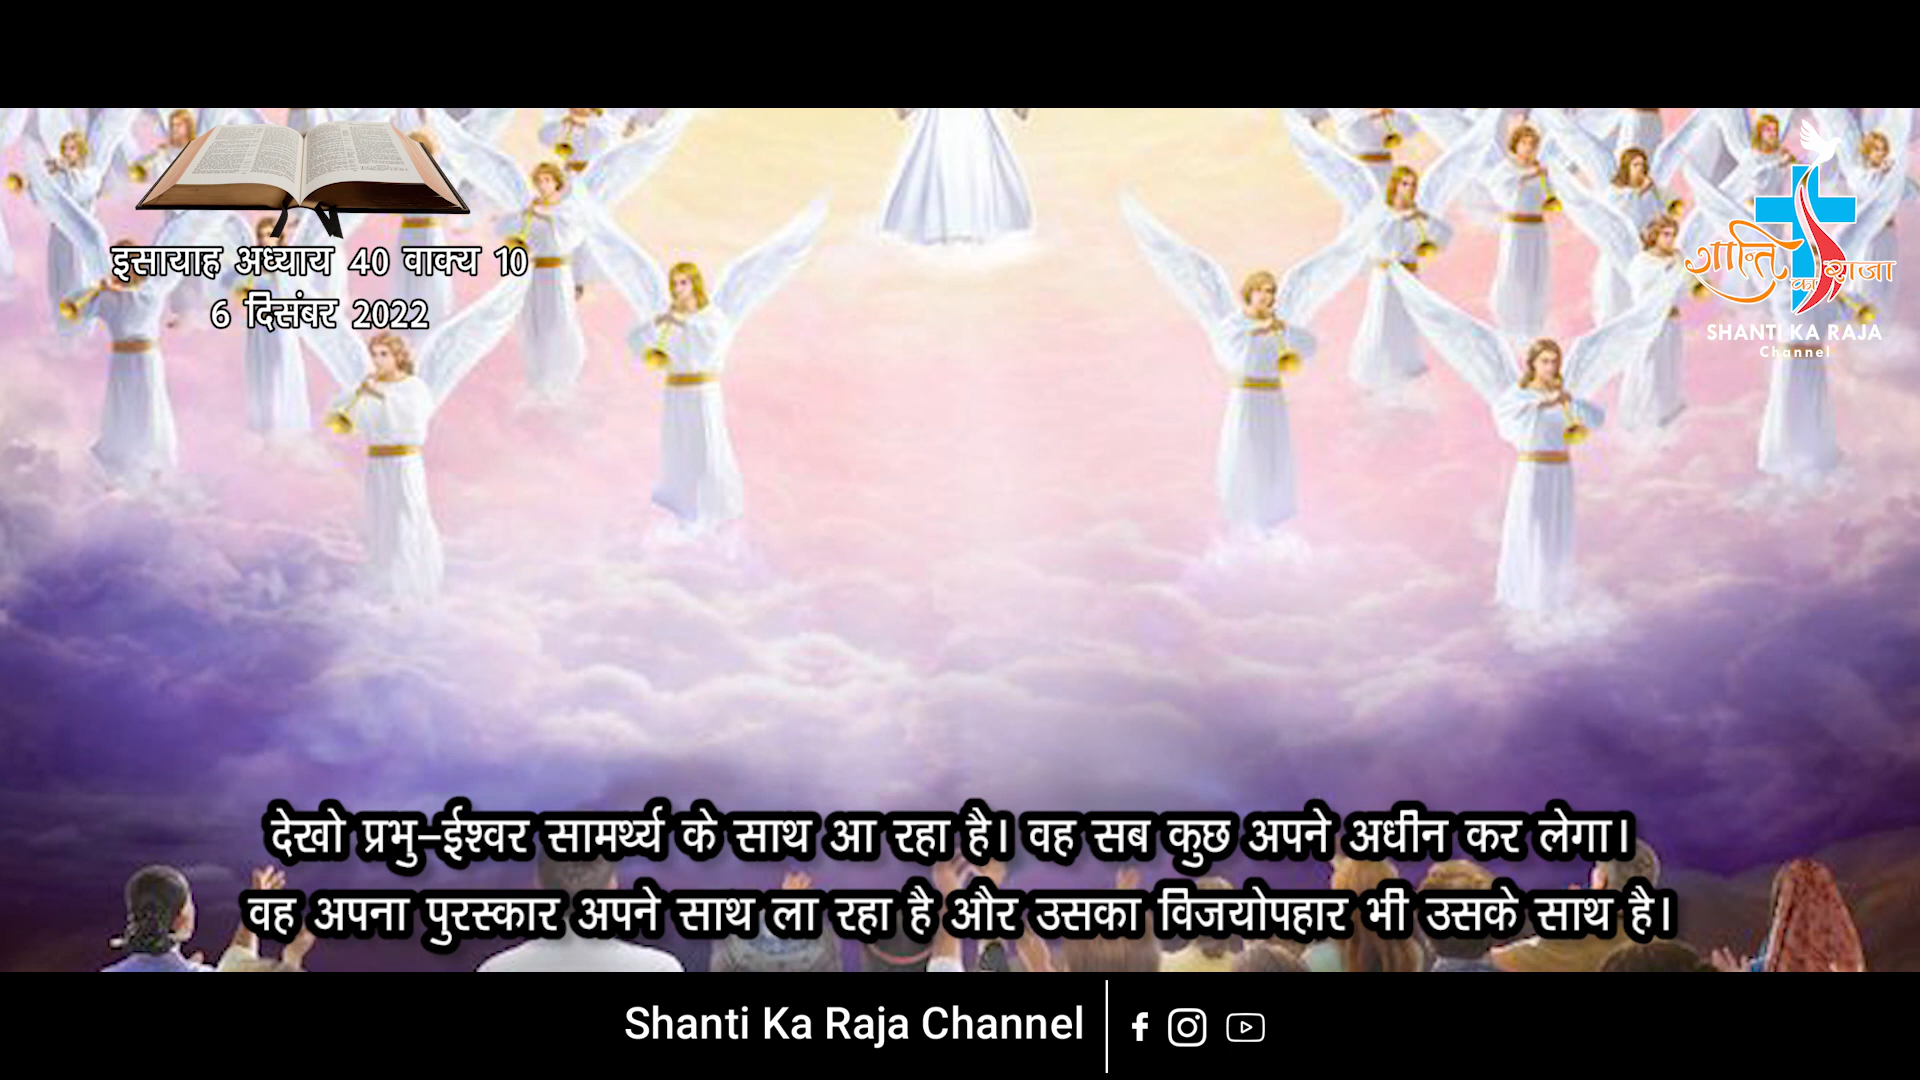 इसायाह अध्याय 40 वाक्य 10
6 दिसंबर 2022
शान्ति का राजा
SHANTI KA RAJA
Channel
देखो प्रभु-ईश्वर सामर्थ्य के साथ आ रहा है। वह सब कुछ अपने अधीन कर लेगा।
वह अपना पुरस्कार अपने साथ ला रहा है और उसका विजयोपहार भी उसके साथ है।
Shanti Ka Raja Channel